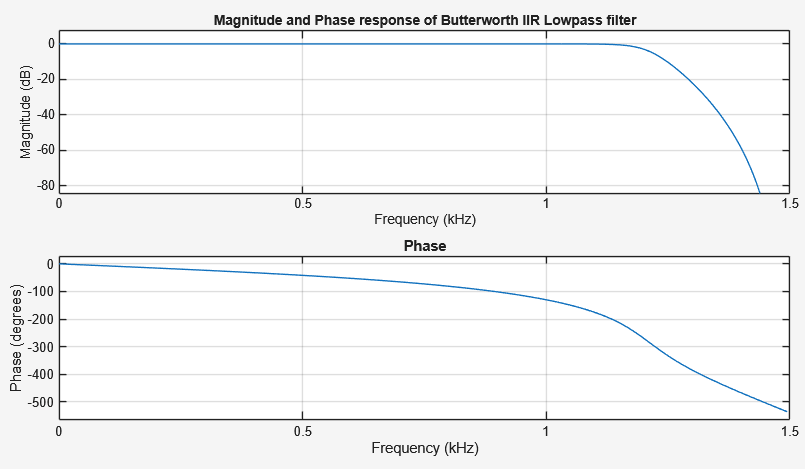 Magnitude and Phase response of Butterworth IIR Lowpass filter
0
-20
-40
-60
-80
Magnitude (dB)
0 0.5 1 1.5
Frequency (kHz)
Phase
0
-100
-200
-300
-400
-500
Phase (degrees)
0 0.5 1 1.5
Frequency (kHz)